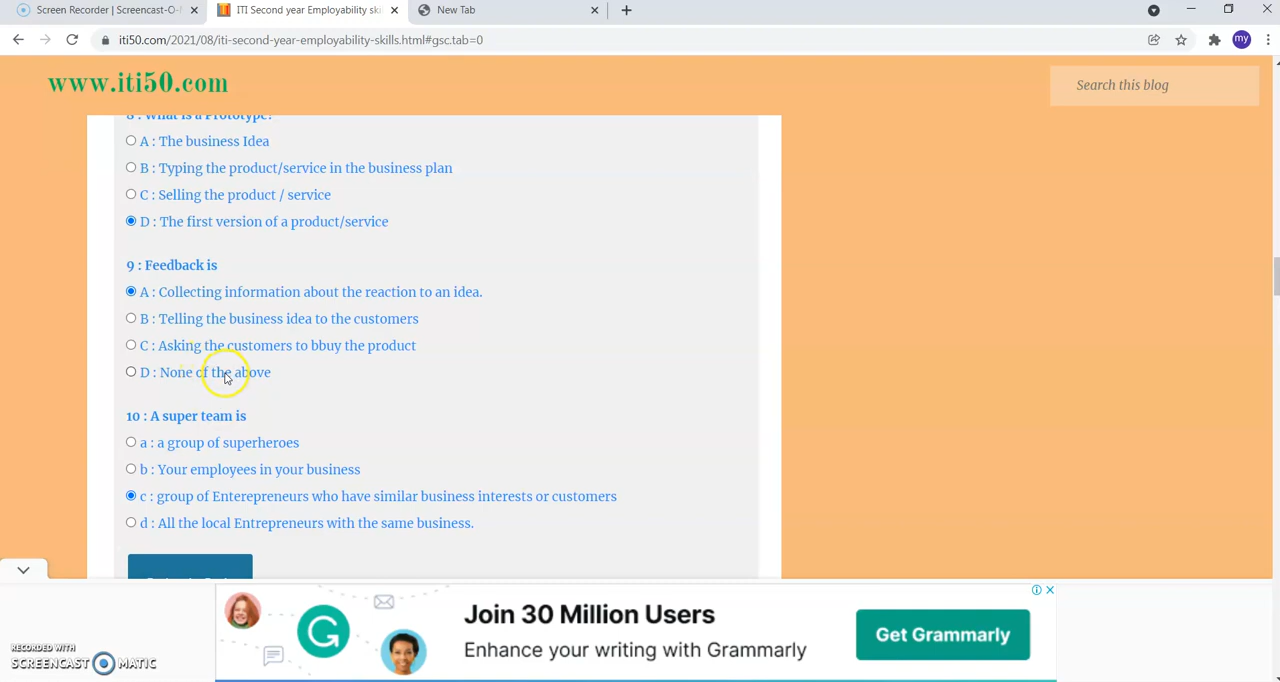 Screen Recorder | Screencast-O-
ITI Second year Employability ski
New Tab
iti50.com/2021/08/iti-second-year-employability-skills.html#gsc.tab=0
my
www.iti50.com
Search this blog
8 : What is a Prototype?
A : The business Idea
B : Typing the product/service in the business plan
C : Selling the product / service
D : The first version of a product/service
9 : Feedback is
A : Collecting information about the reaction to an idea.
B : Telling the business idea to the customers
C : Asking the customers to bbuy the product
D : None of the above
10 : A super team is
a : a group of superheroes
b : Your employees in your business
c : group of Enterepreneurs who have similar business interests or customers
d : All the local Entrepreneurs with the same business.
Join 30 Million Users
Enhance your writing with Grammarly
Get Grammarly
RECORDED WITH
SCREENCAST MATIC